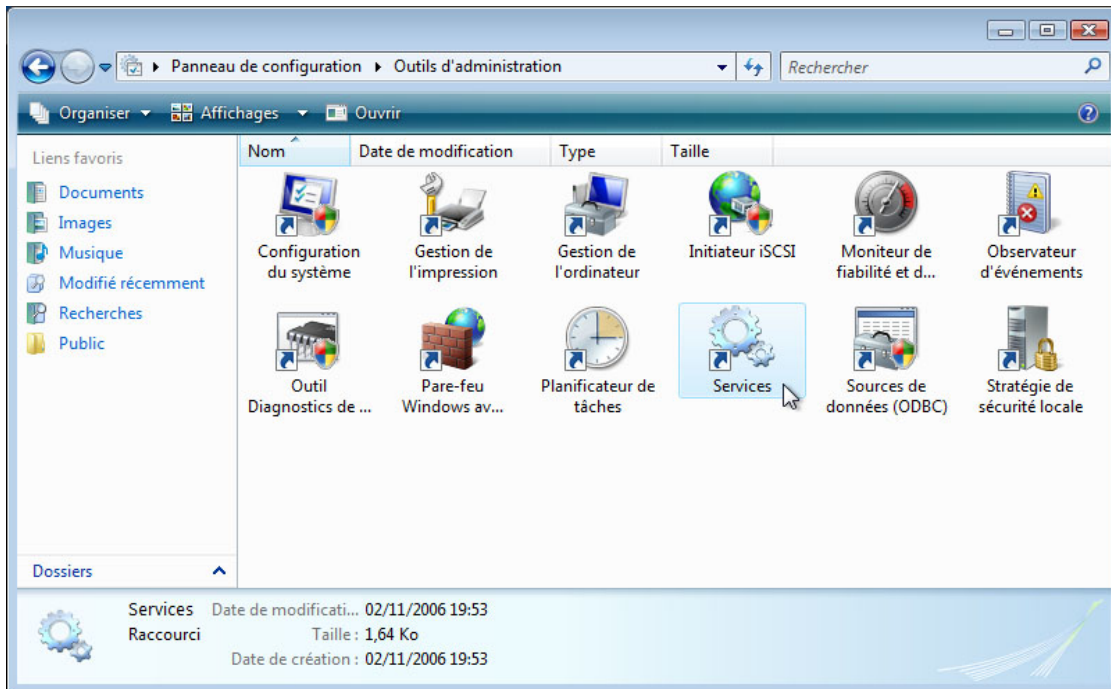 Panneau de configuration Outils d'administration
Rechercher
Organiser Affichages Ouvrir
Liens favoris
Documents
Images
Musique
Modifié récemment
Recherches
Public
Dossiers
Nom Date de modification Type Taille
Configuration
du système
Gestion de
l'impression
Gestion de
l'ordinateur
Initiateur iSCSI
Moniteur de
fiabilité et d...
Observateur
d'événements
Outil
Diagnostics de ...
Pare-feu
Windows av...
Planificateur de
tâches
Services
Sources de
données (ODBC)
Stratégie de
sécurité locale
Services Date de modificati... 02/11/2006 19:53
Raccourci Taille : 1,64 Ko
Date de création : 02/11/2006 19:53